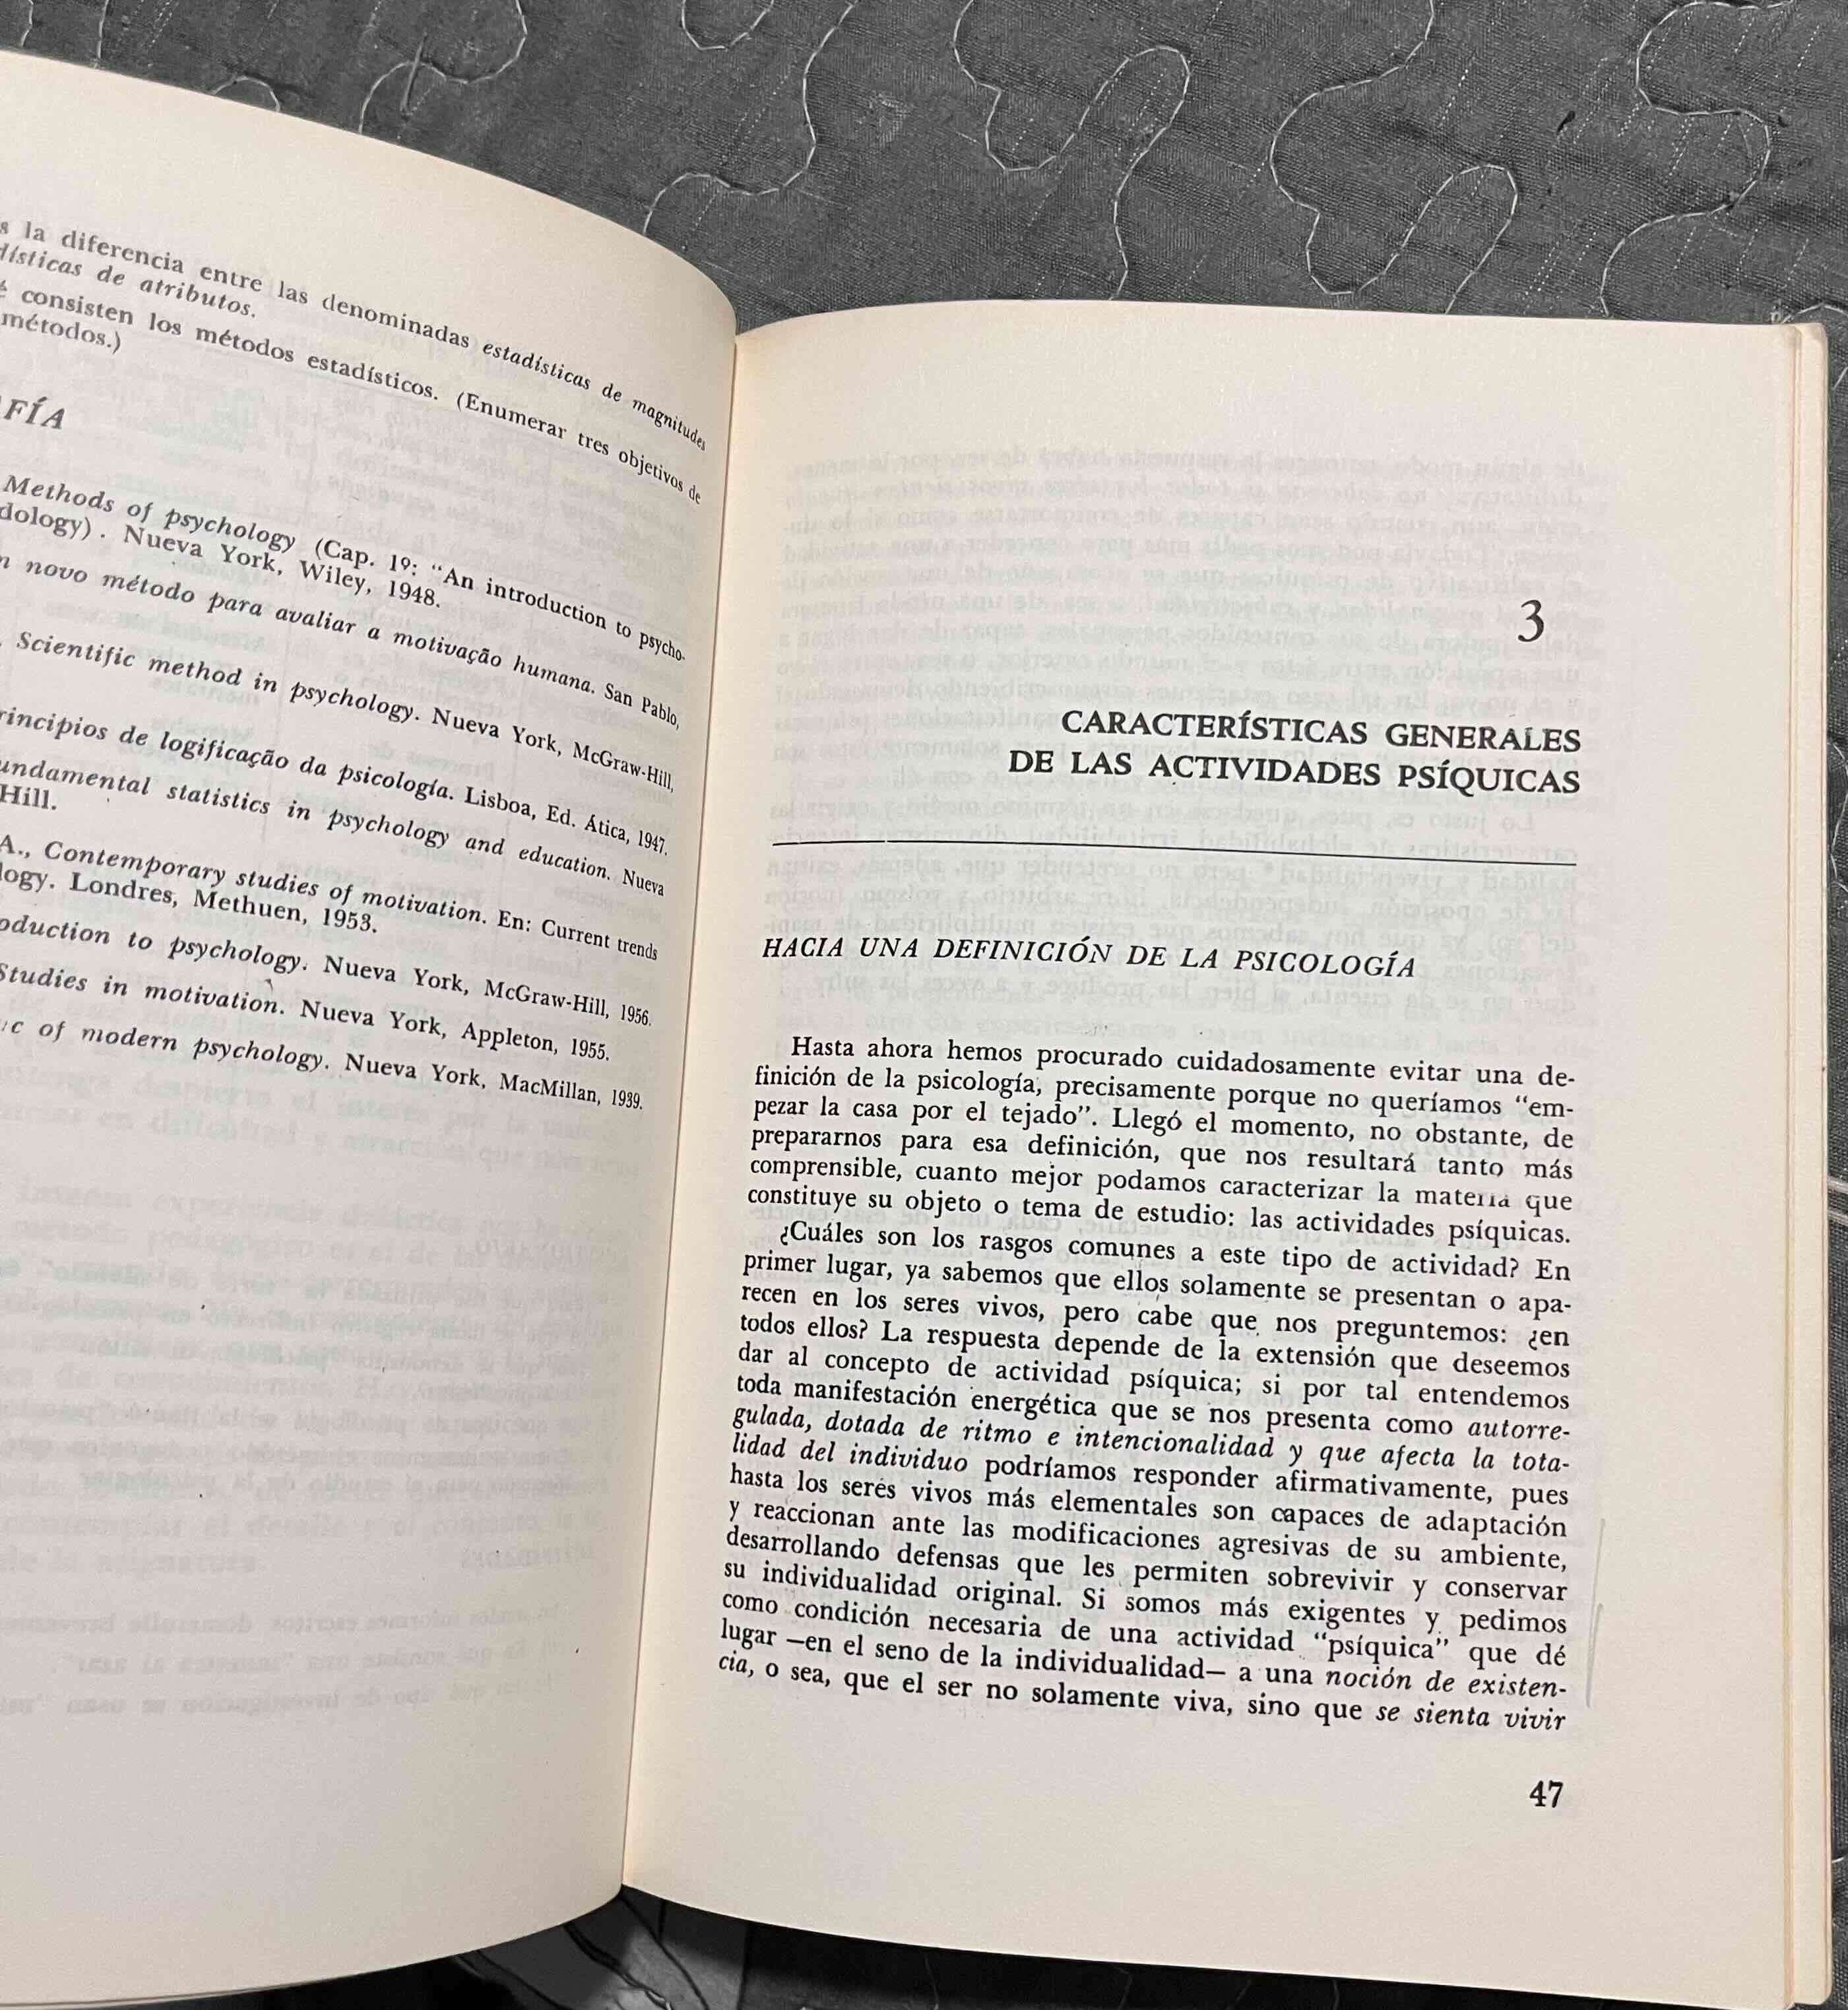 la diferencia entre las denominadas estadísticas de magnitudes
de atributos.
consisten los métodos estadísticos. (Enumerar tres objetivos de
métodos.)
Methods of psychology (Cap. 1º: "An introduction to psycho-
Nueva York, Wiley, 1948.
novo método para avaliar a motivação humana. San Pablo,
Scientific method in psychology. Nueva York, McGraw-Hill,
de logificação da psicología. Lisboa, Ed. Ática, 1947.
statistics in psychology and education. Nueva
Hill.
A., Contemporary studies of motivation. En: Current trends
Londres, Methuen, 1953.
to psychology. Nueva York, McGraw-Hill, 1956.
Studies in motivation. Nueva York, Appleton, 1955.
of modern psychology. Nueva York, MacMillan, 1939.
3
CARACTERÍSTICAS GENERALES
DE LAS ACTIVIDADES PSÍQUICAS
HACIA UNA DEFINICIÓN DE LA PSICOLOGÍA
Hasta ahora hemos procurado cuidadosamente evitar una de-
finición de la psicología, precisamente porque no queríamos "em-
pezar la casa por el tejado". Llegó el momento, no obstante, de
prepararnos para esa definición, que nos resultará tanto más
comprensible, cuanto mejor podamos caracterizar la materia que
constituye su objeto o tema de estudio: las actividades psíquicas.
¿Cuáles son los rasgos comunes a este tipo de actividad? En
primer lugar, ya sabemos que ellos solamente se presentan o apa-
recen en los seres vivos, pero cabe que nos preguntemos: ¿en
todos ellos? La respuesta depende de la extensión que deseemos
dar al concepto de actividad psíquica; si por tal entendemos
toda manifestación energética que se nos presenta como autorre-
gulada, dotada de ritmo e intencionalidad y que afecta la tota-
lidad del individuo podríamos responder afirmativamente, pues
hasta los seres vivos más elementales son capaces de adaptación
y reaccionan ante las modificaciones agresivas de su ambiente,
desarrollando defensas que les permiten sobrevivir y conservar
su individualidad original. Si somos más exigentes y pedimos
como condición necesaria de una actividad "psíquica" que dé
lugar —en el seno de la individualidad— a una noción de existen-
cia, o sea, que el ser no solamente viva, sino que se sienta vivir
47